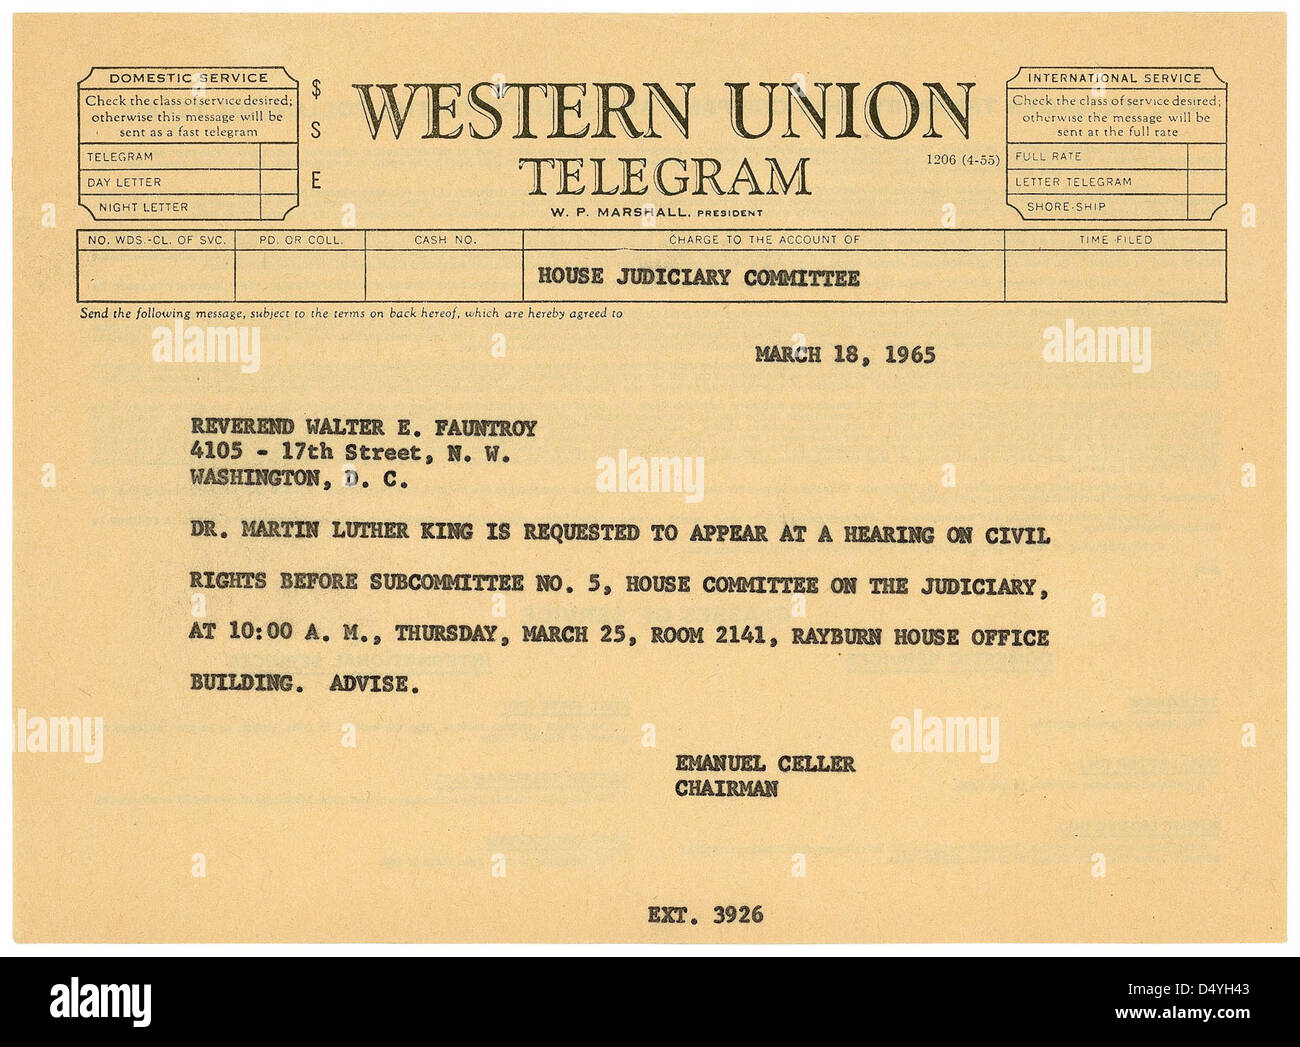 DOMESTIC SERVICE
Check the class of service desired;
otherwise this message will be
sent as a fast telegram
TELEGRAM
DAY LETTER
NIGHT LETTER
$
S
E
WESTERN UNION
TELEGRAM
1206 (4-55)
W. P. MARSHALL, PRESIDENT
INTERNATIONAL SERVICE
Check the class of service desired;
otherwise the message will be
sent at the full rate
FULL RATE
LETTER TELEGRAM
SHORE-SHIP
NO. WDS.-CL. OF SVC. PD. OR COLL. CASH NO. CHARGE TO THE ACCOUNT OF TIME FILED
HOUSE JUDICIARY COMMITTEE
Send the following message, subject to the terms on back hereof, which are hereby agreed to
MARCH 18, 1965
REVEREND WALTER E. FAUNTROY
4105 - 17th Street, N. W.
WASHINGTON, D. C.
DR. MARTIN LUTHER KING IS REQUESTED TO APPEAR AT A HEARING ON CIVIL
RIGHTS BEFORE SUBCOMMITTEE NO. 5, HOUSE COMMITTEE ON THE JUDICIARY,
AT 10:00 A. M., THURSDAY, MARCH 25, ROOM 2141, RAYBURN HOUSE OFFICE
BUILDING. ADVISE.
EMANUEL CELLER
CHAIRMAN
EXT. 3926
alamy
Image ID: D4YH43
www.alamy.com